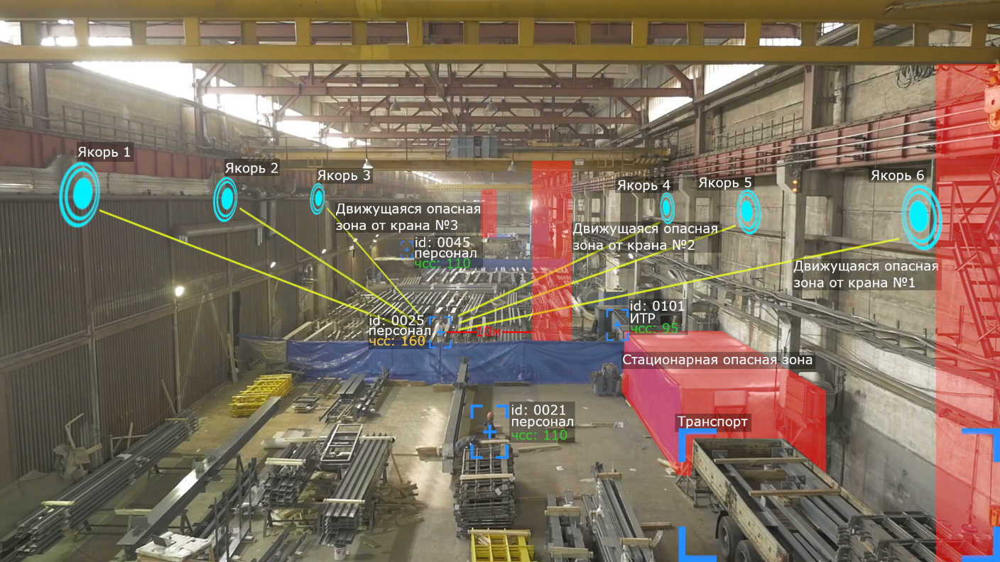 Якорь 1
Якорь 2
Якорь 3
Якорь 4
Якорь 5
Якорь 6
Движущаяся опасная
зона от крана №3
Движущаяся опасная
зона от крана №2
Движущаяся опасная
зона от крана №1
id: 0045
персонал
чсс: 110
id: 0025
персонал
чсс: 160
10м
id: 0101
ИТР
чсс: 95
Стационарная опасная зона
id: 0021
персонал
чсс: 110
Транспорт